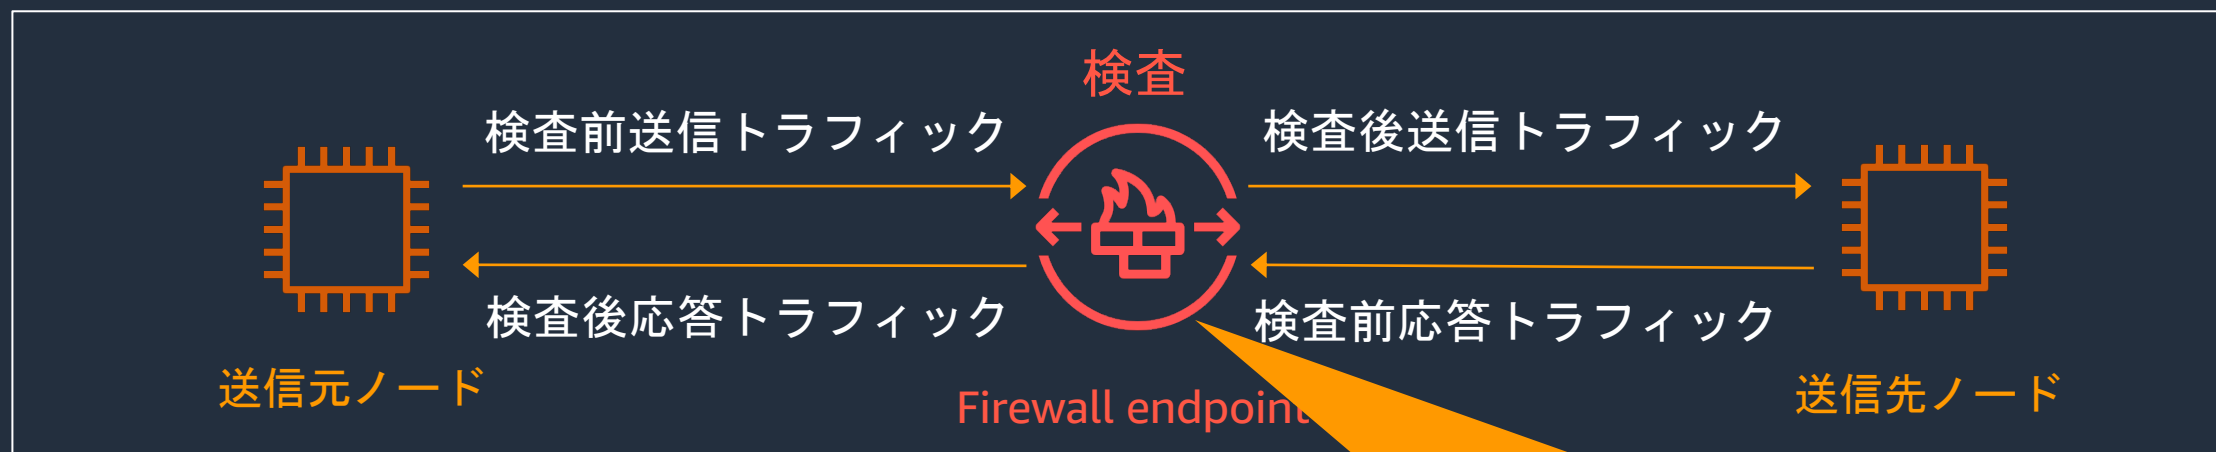 検査
検査前送信トラフィック
検査後送信トラフィック
検査後応答トラフィック
検査前応答トラフィック
送信元ノード
Firewall endpoint
送信先ノード